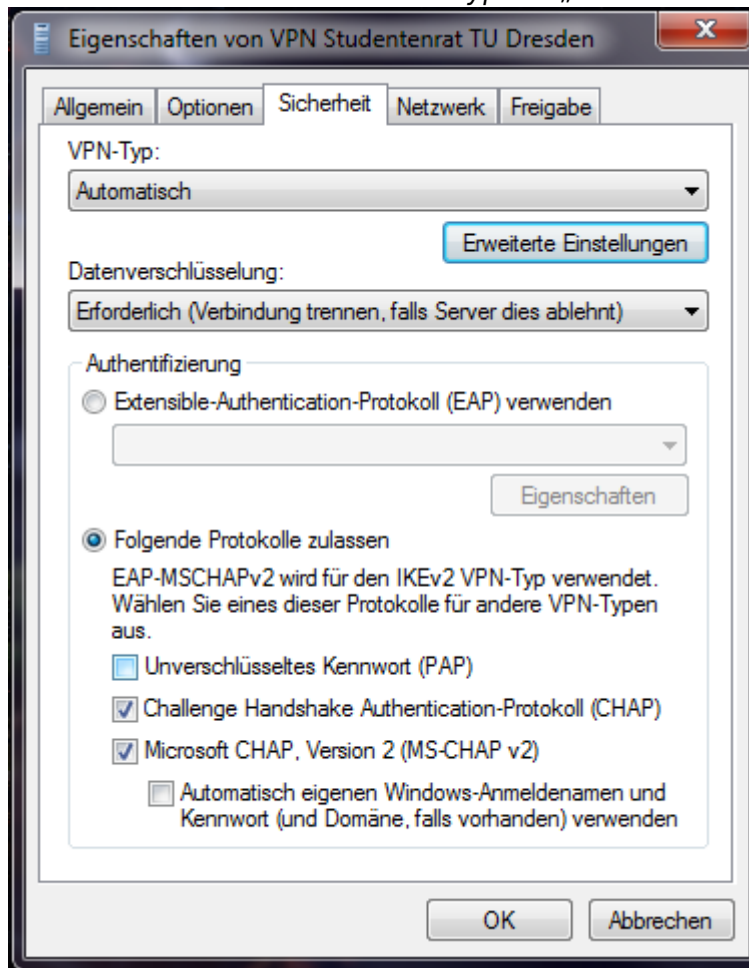 Eigenschaften von VPN Studentenrat TU Dresden
Allgemein Optionen Sicherheit Netzwerk Freigabe
VPN-Typ:
Automatisch
Erweiterte Einstellungen
Datenverschlüsselung:
Erforderlich (Verbindung trennen, falls Server dies ablehnt)
Authentifizierung
Extensible-Authentication-Protokoll (EAP) verwenden
Eigenschaften
Folgende Protokolle zulassen
EAP-MSCHAPv2 wird für den IKEv2 VPN-Typ verwendet.
Wählen Sie eines dieser Protokolle für andere VPN-Typen
aus.
Unverschlüsseltes Kennwort (PAP)
Challenge Handshake Authentication-Protokoll (CHAP)
Microsoft CHAP, Version 2 (MS-CHAP v2)
Automatisch eigenen Windows-Anmeldenamen und
Kennwort (und Domäne, falls vorhanden) verwenden
OK Abbrechen